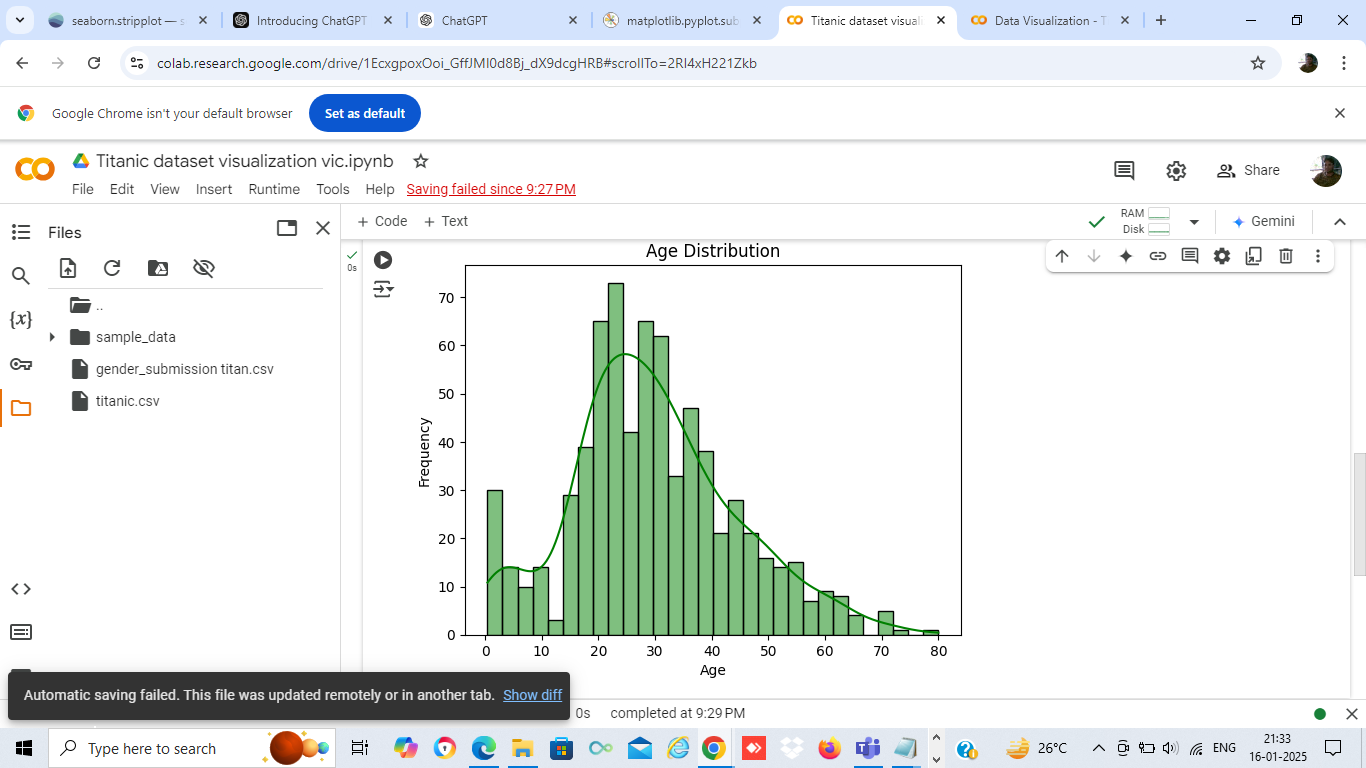 seaborn.stripplot — s
Introducing ChatGPT
ChatGPT
matplotlib.pyplot.sub
Titanic dataset visuali
Data Visualization - T
colab.research.google.com/drive/1EcxgpoxOoi_GffJMI0d8Bj_dX9dcgHRB#scrollTo=2RI4xH221Zkb
Google Chrome isn't your default browser
Set as default
Titanic dataset visualization vic.ipynb
Share
File Edit View Insert Runtime Tools Help Saving failed since 9:27 PM
Files
+ Code + Text
RAM
Disk
Gemini
..
sample_data
gender_submission titan.csv
titanic.csv
{x}
0s
Age Distribution
Frequency
70
60
50
40
30
20
10
0
0 10 20 30 40 50 60 70 80
Age
Automatic saving failed. This file was updated remotely or in another tab. Show diff
0s completed at 9:29 PM
Type here to search
26°C
ENG
21:33
16-01-2025